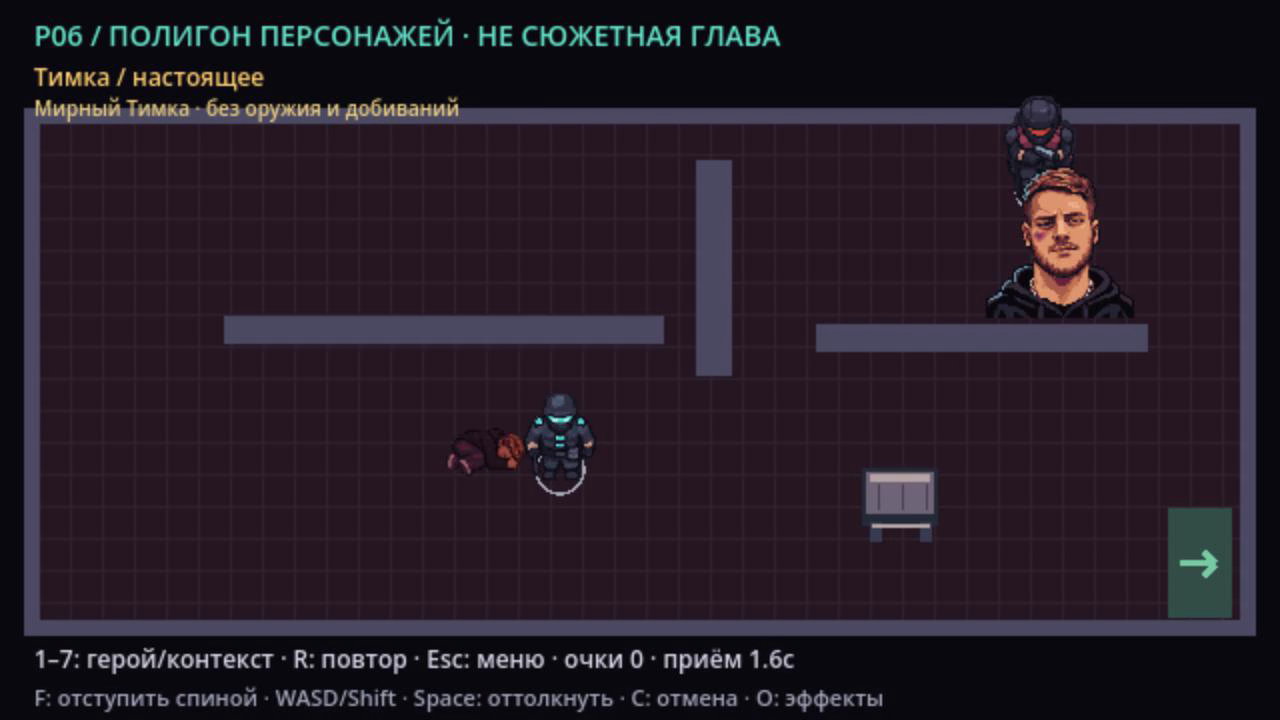 P06 / ПОЛИГОН ПЕРСОНАЖЕЙ · НЕ СЮЖЕТНАЯ ГЛАВА
Тимка / настоящее
Мирный Тимка · без оружия и добиваний
1–7: герой/контекст · R: повтор · Esc: меню · очки 0 · приём 1.6с
F: отступить спиной · WASD/Shift · Space: оттолкнуть · C: отмена · O: эффекты